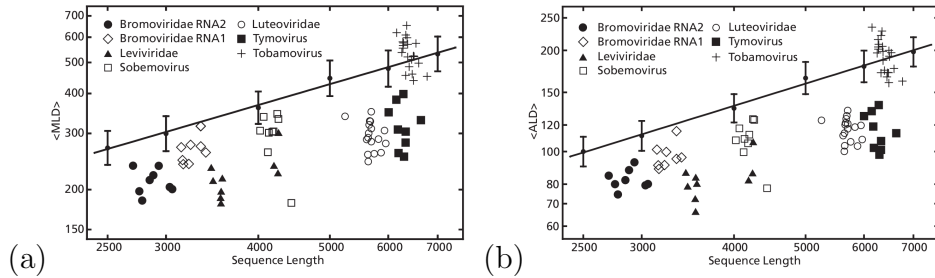 700
600
500
400
300
200
150
<MLD>
Bromoviridae RNA2
Bromoviridae RNA1
Leviviridae
Sobemovirus
Luteoviridae
Tymovirus
Tobamovirus
2500 3000 4000 5000 6000 7000
Sequence Length
(a)
200
150
120
100
80
70
60
<ALD>
Bromoviridae RNA2
Bromoviridae RNA1
Leviviridae
Sobemovirus
Luteoviridae
Tymovirus
Tobamovirus
2500 3000 4000 5000 6000 7000
Sequence Length
(b)